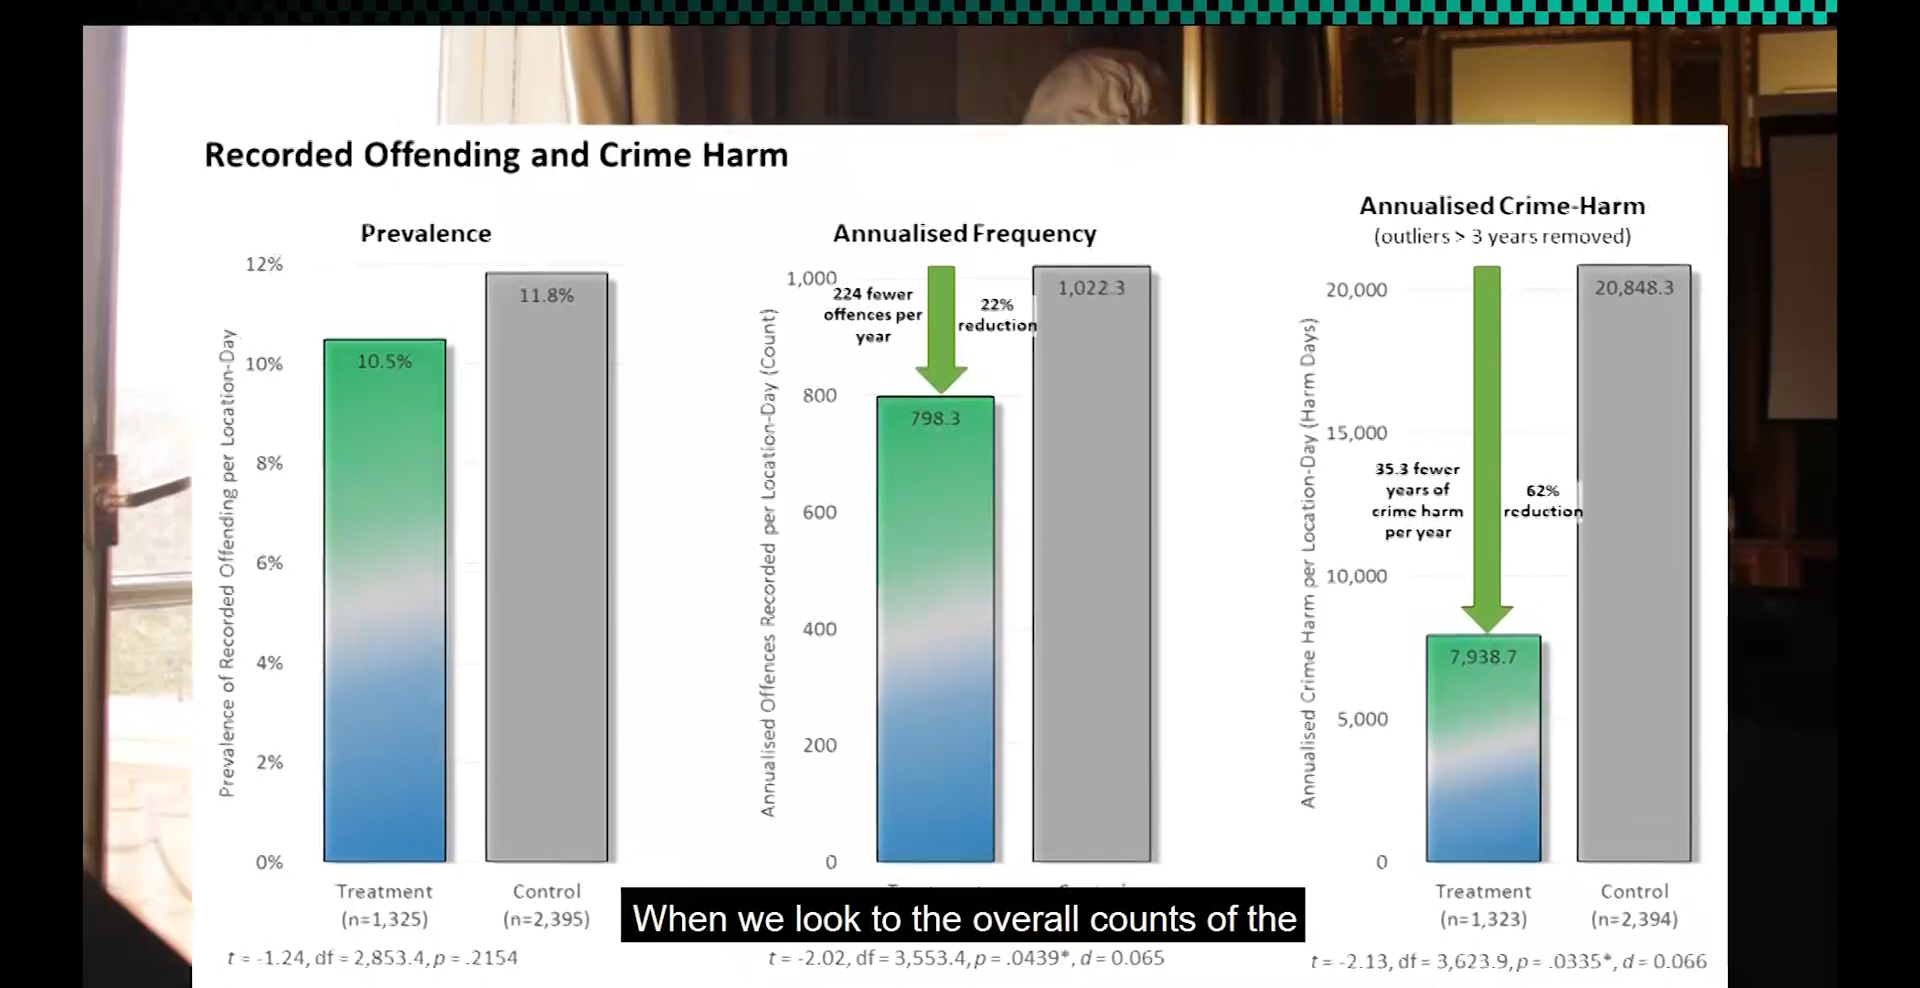 Recorded Offending and Crime Harm
Prevalence
Prevalence of Recorded Offending per Location-Day
12%
10%
8%
6%
4%
2%
0%
10.5%
11.8%
Treatment
(n=1,325)
Control
(n=2,395)
t = -1.24, df = 2,853.4, p = .2154
Annualised Frequency
Annualised Offences Recorded per Location-Day (Count)
1,000
800
600
400
200
0
224 fewer
offences per
year
22%
reduction
798.3
1,022.3
t = -2.02, df = 3,553.4, p = .0439*, d = 0.065
Annualised Crime-Harm
(outliers > 3 years removed)
Annualised Crime Harm per Location-Day (Harm Days)
20,000
15,000
10,000
5,000
0
35.3 fewer
years of
crime harm
per year
62%
reduction
7,938.7
20,848.3
Treatment
(n=1,323)
Control
(n=2,394)
t = -2.13, df = 3,623.9, p = .0335*, d = 0.066
When we look to the overall counts of the